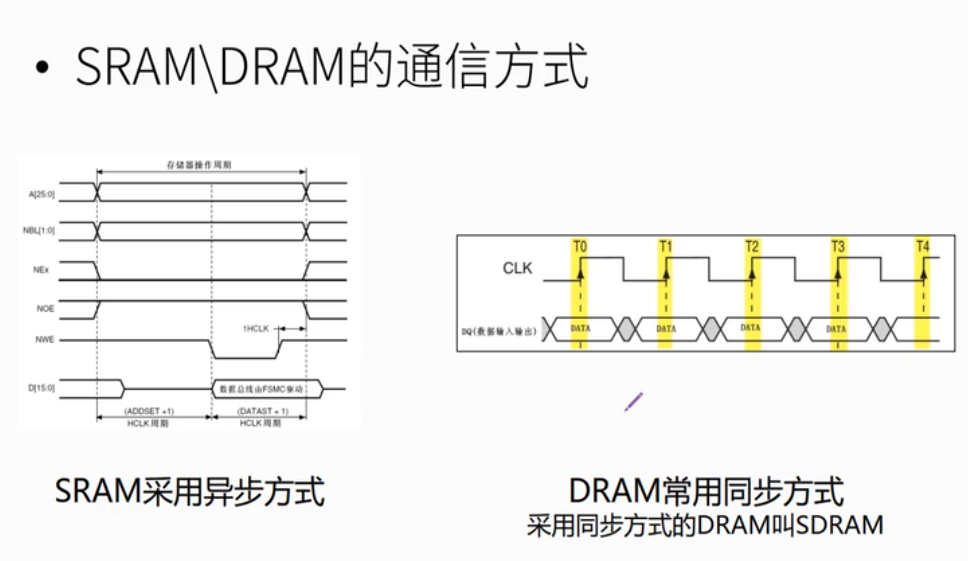 • SRAM\DRAM的通信方式
存储器操作周期
A[25:0]
NBL[1:0]
NEx
NOE
1HCLK
NWE
D[15:0]
数据总线由FSMC驱动
(ADDSET +1) (DATAST + 1)
HCLK 周期 HCLK 周期
T0 T1 T2 T3 T4
CLK
DQ(数据输入输出) DATA DATA DATA DATA
SRAM采用异步方式
DRAM常用同步方式
采用同步方式的DRAM叫SDRAM